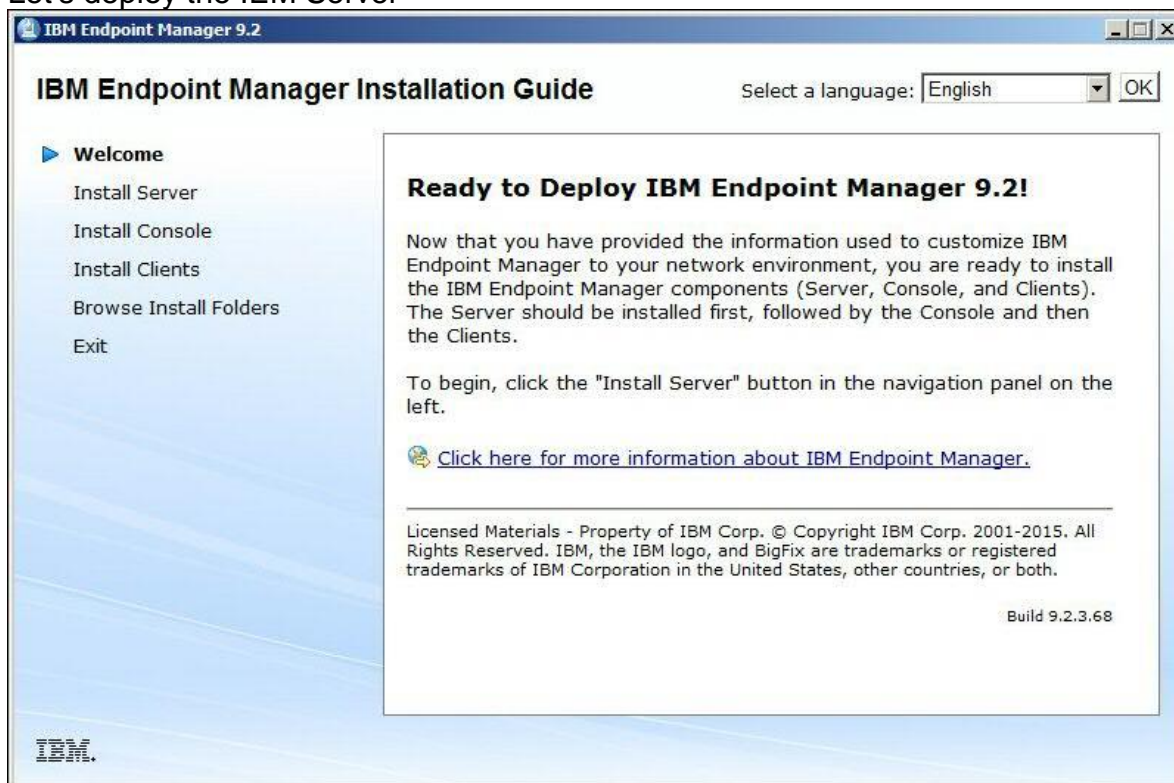 Let's deploy the IEM Server
IBM Endpoint Manager 9.2
IBM Endpoint Manager Installation Guide
Select a language: English OK
Welcome
Install Server
Install Console
Install Clients
Browse Install Folders
Exit
Ready to Deploy IBM Endpoint Manager 9.2!
Now that you have provided the information used to customize IBM
Endpoint Manager to your network environment, you are ready to install
the IBM Endpoint Manager components (Server, Console, and Clients).
The Server should be installed first, followed by the Console and then
the Clients.
To begin, click the "Install Server" button in the navigation panel on the
left.
Click here for more information about IBM Endpoint Manager.
Licensed Materials - Property of IBM Corp. © Copyright IBM Corp. 2001-2015. All
Rights Reserved. IBM, the IBM logo, and BigFix are trademarks or registered
trademarks of IBM Corporation in the United States, other countries, or both.
Build 9.2.3.68
IBM.